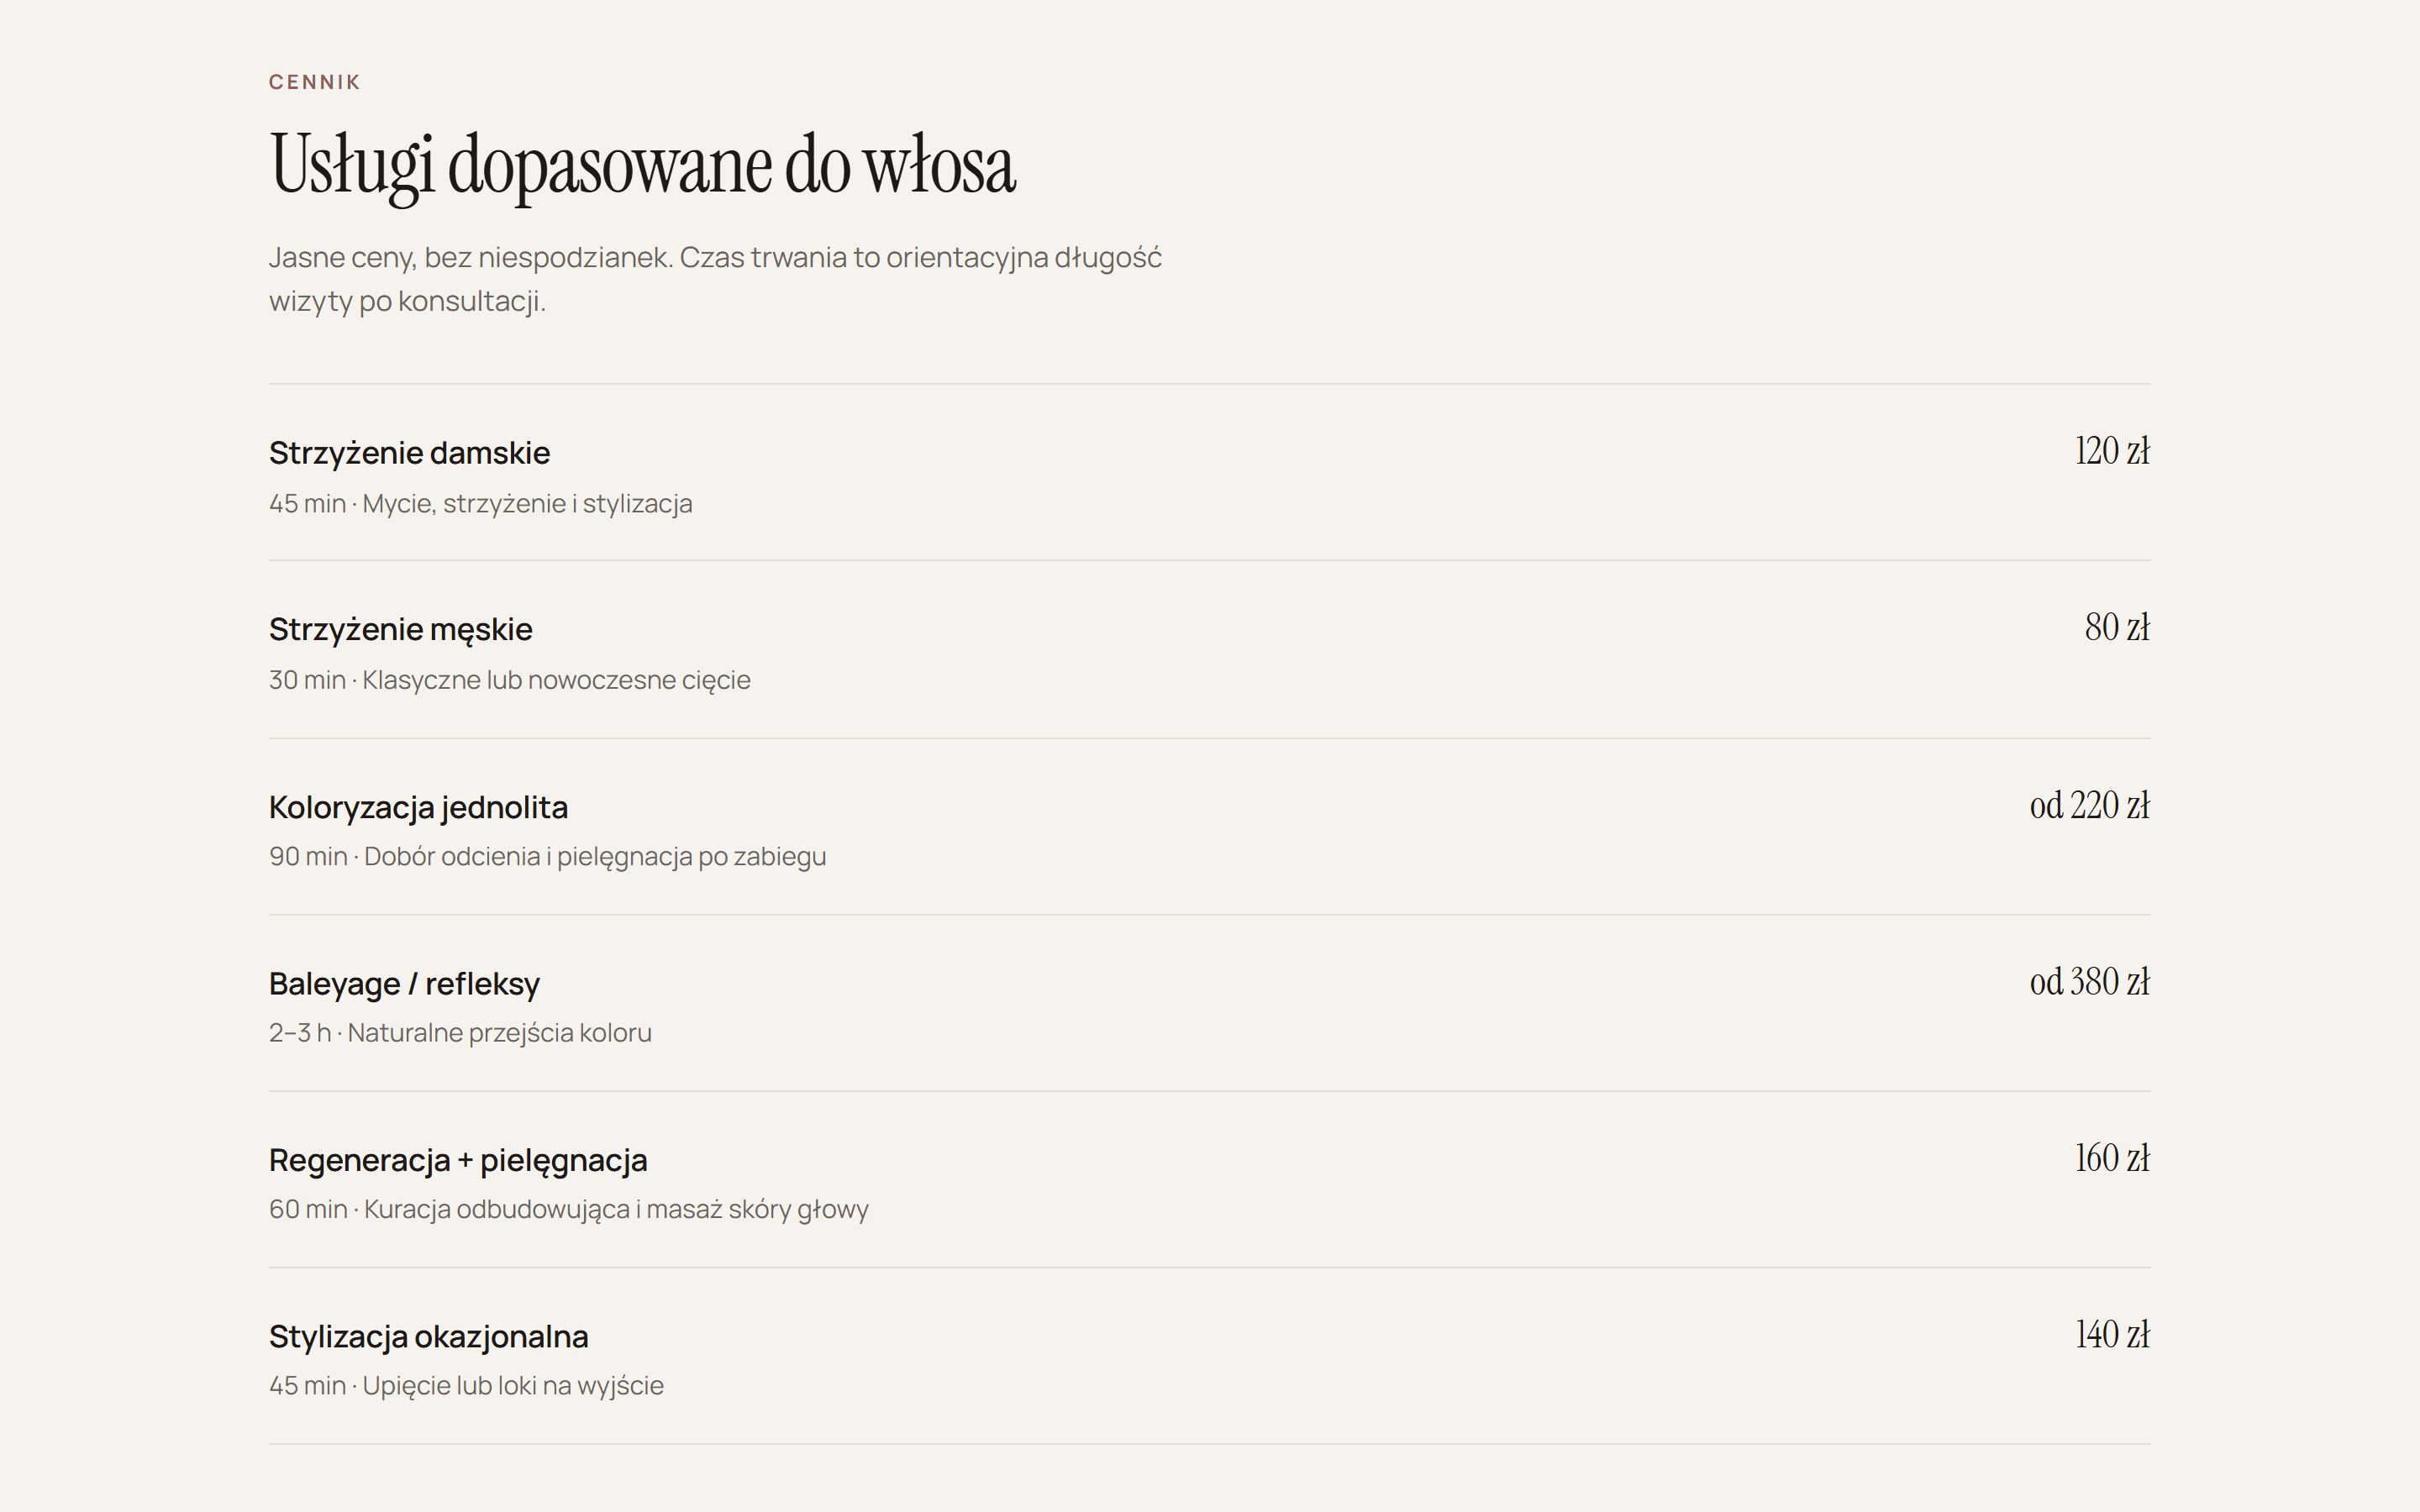 CENNIK
Usługi dopasowane do włosa
Jasne ceny, bez niespodzianek. Czas trwania to orientacyjna długość
wizyty po konsultacji.
Strzyżenie damskie
120 zł
45 min · Mycie, strzyżenie i stylizacja
Strzyżenie męskie
80 zł
30 min · Klasyczne lub nowoczesne cięcie
Koloryzacja jednolita
od 220 zł
90 min · Dobór odcienia i pielęgnacja po zabiegu
Baleyage / refleksy
od 380 zł
2–3 h · Naturalne przejścia koloru
Regeneracja + pielęgnacja
160 zł
60 min · Kuracja odbudowująca i masaż skóry głowy
Stylizacja okazjonalna
140 zł
45 min · Upięcie lub loki na wyjście